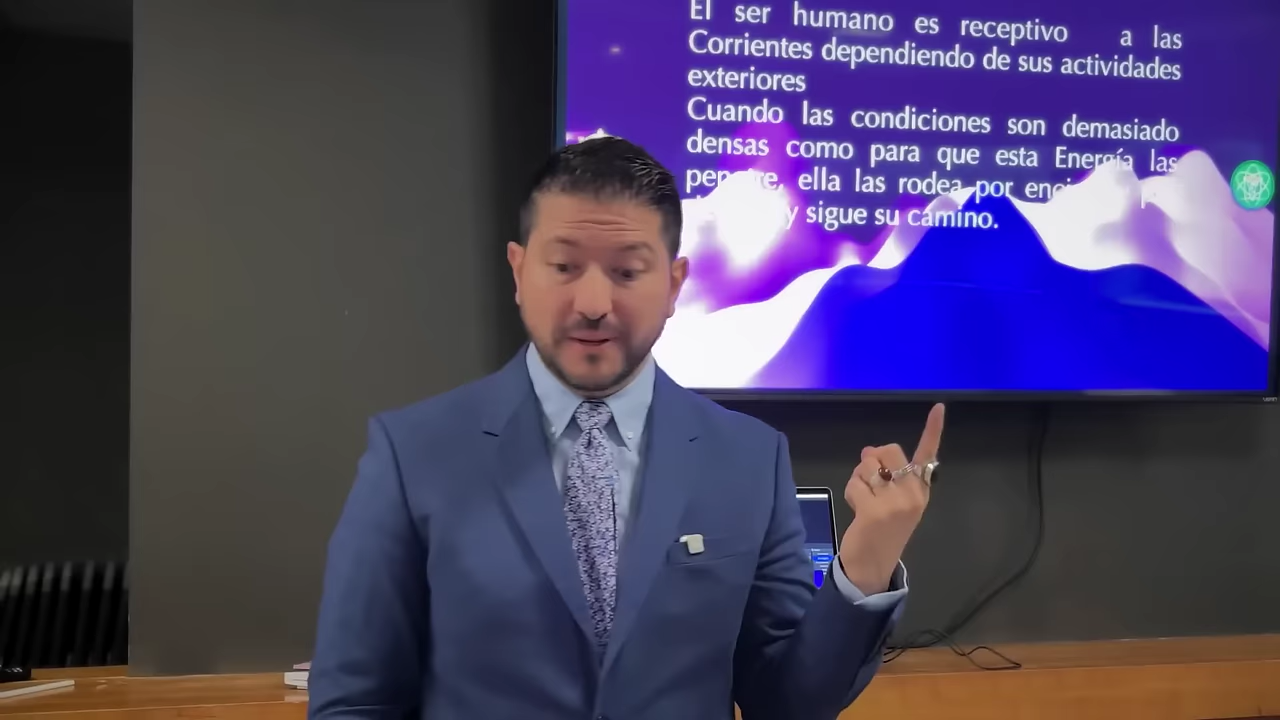 El ser humano es receptivo a las
Corrientes dependiendo de sus actividades
exteriores
Cuando las condiciones son demasiado
densas como para que esta Energía las
ella las rodea por
y sigue su camino.